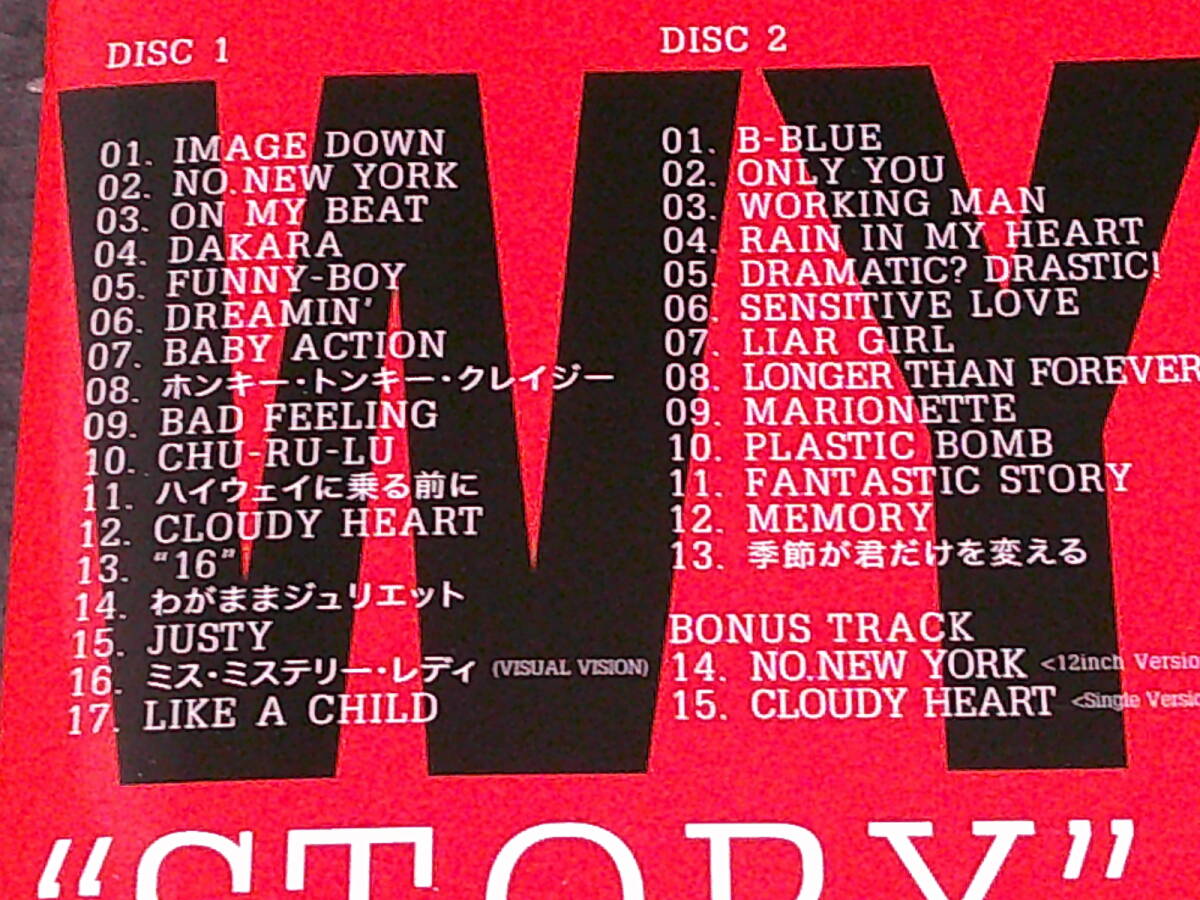 DISC 1
01. IMAGE DOWN
02. NO.NEW YORK
03. ON MY BEAT
04. DAKARA
05. FUNNY-BOY
06. DREAMIN'
07. BABY ACTION
08. ホンキー・トンキー・クレイジー
09. BAD FEELING
10. CHU-RU-LU
11. ハイウェイに乗る前に
12. CLOUDY HEART
13. “16”
14. わがままジュリエット
15. JUSTY
16. ミス・ミステリー・レディ (VISUAL VISION)
17. LIKE A CHILD
DISC 2
01. B-BLUE
02. ONLY YOU
03. WORKING MAN
04. RAIN IN MY HEART
05. DRAMATIC? DRASTIC!
06. SENSITIVE LOVE
07. LIAR GIRL
08. LONGER THAN FOREVER
09. MARIONETTE
10. PLASTIC BOMB
11. FANTASTIC STORY
12. MEMORY
13. 季節が君だけを変える
BONUS TRACK
14. NO.NEW YORK <12inch Versio
15. CLOUDY HEART <Single Versio
WY
“STORY”